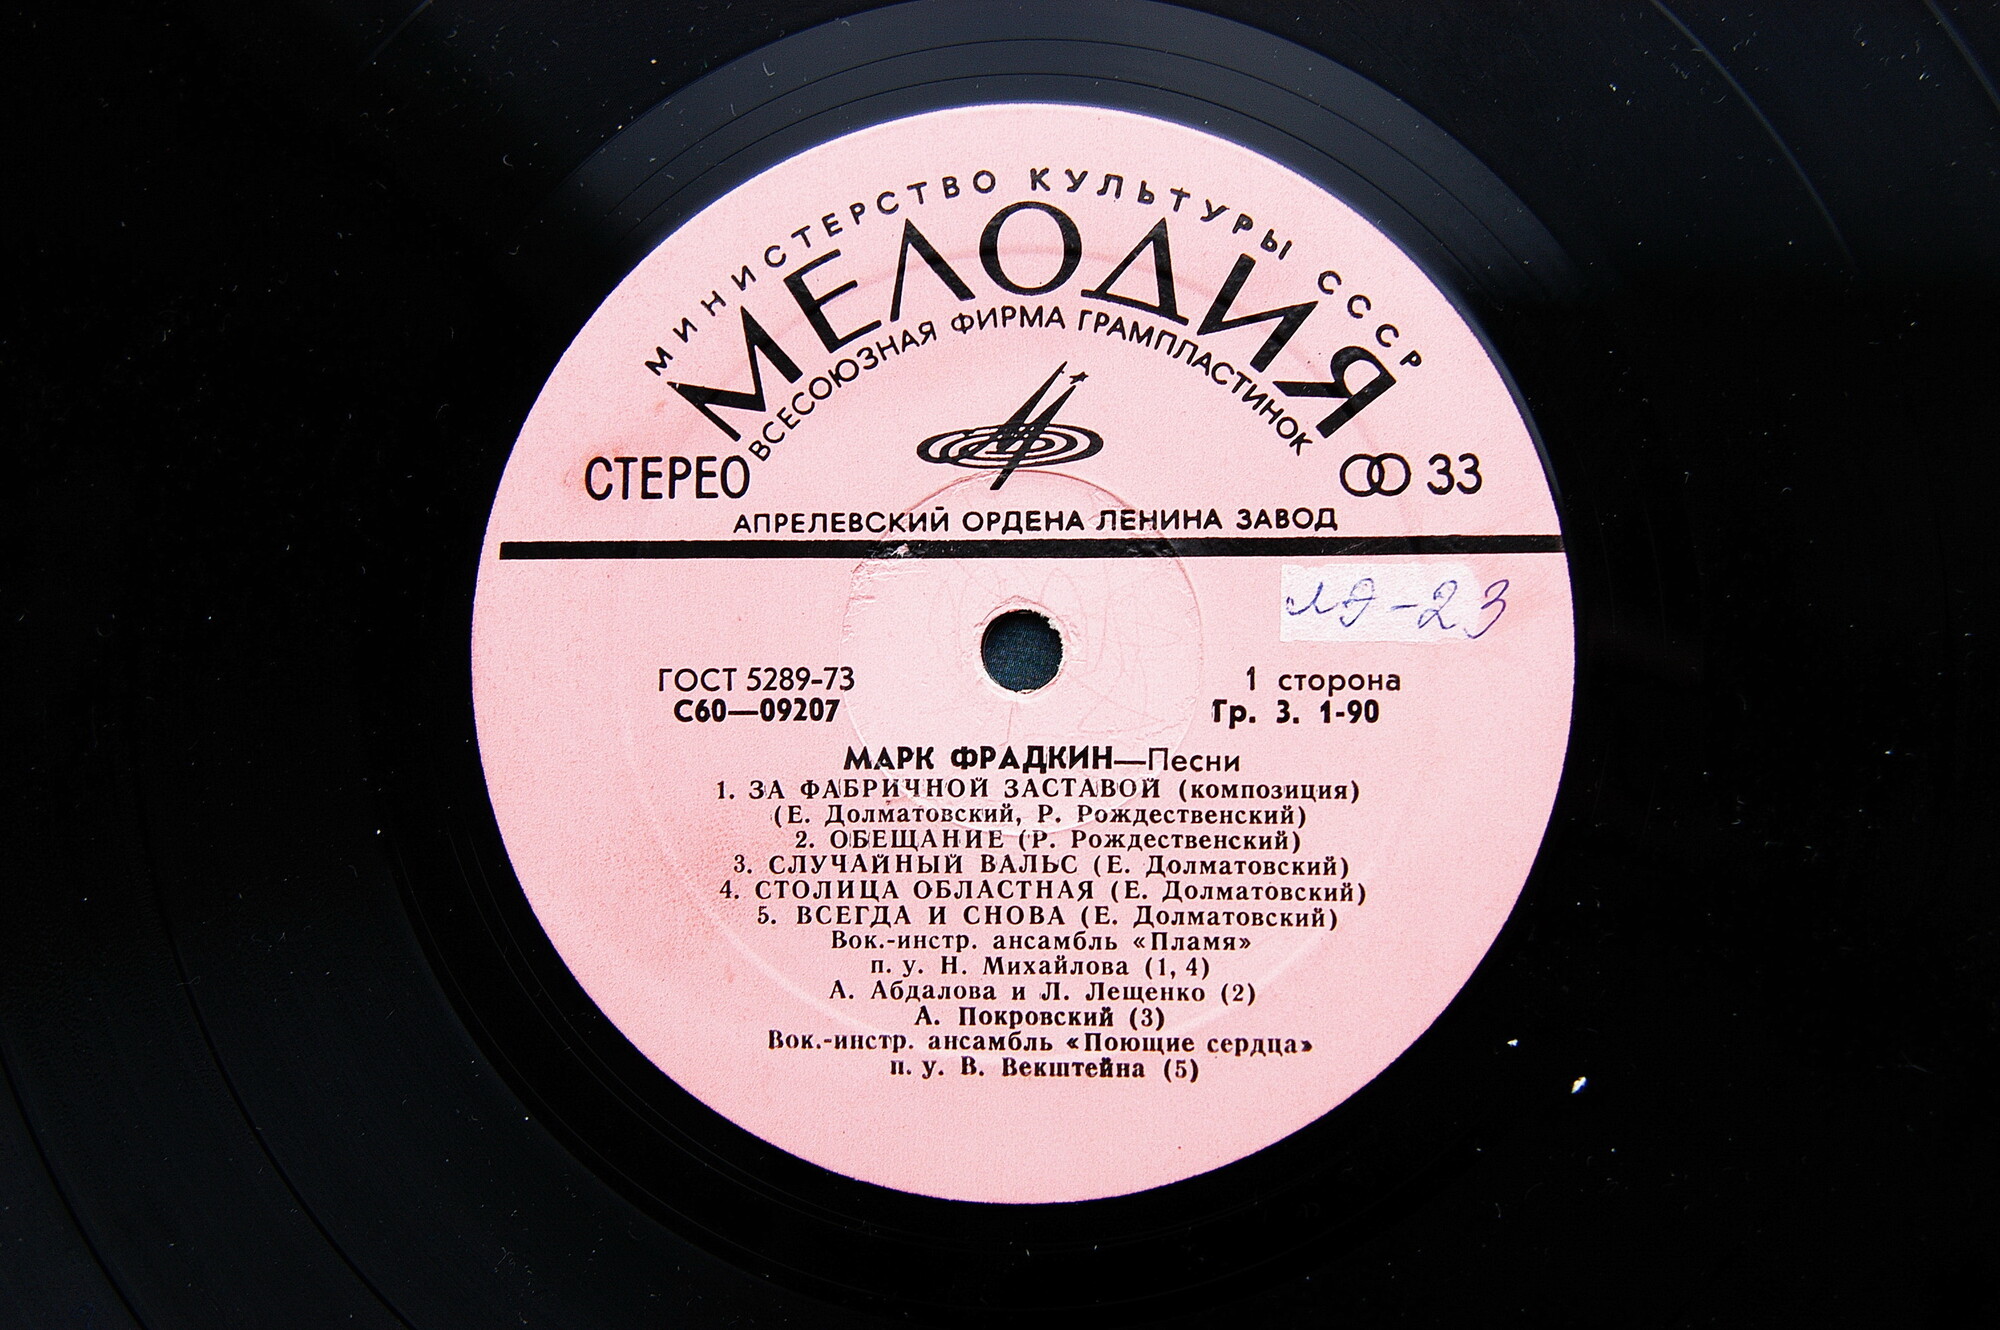 МИНИСТЕРСТВО КУЛЬТУРЫ СССР
МЕЛОДИЯ
ВСЕСОЮЗНАЯ ФИРМА ГРАМПЛАСТИНОК
СТЕРЕО 33
АПРЕЛЕВСКИЙ ОРДЕНА ЛЕНИНА ЗАВОД
-23
ГОСТ 5289-73 1 сторона
С60—09207 Гр. 3. 1-90
МАРК ФРАДКИН—Песни
1. ЗА ФАБРИЧНОЙ ЗАСТАВОЙ (композиция)
(Е. Долматовский, Р. Рождественский)
2. ОБЕЩАНИЕ (Р. Рождественский)
3. СЛУЧАЙНЫЙ ВАЛЬС (Е. Долматовский)
4. СТОЛИЦА ОБЛАСТНАЯ (Е. Долматовский)
5. ВСЕГДА И СНОВА (Е. Долматовский)
Вок.-инстр. ансамбль «Пламя»
п. у. Н. Михайлова (1, 4)
А. Абдалова и Л. Лещенко (2)
А. Покровский (3)
Вок.-инстр. ансамбль «Поющие сердца»
п. у. В. Векштейна (5)